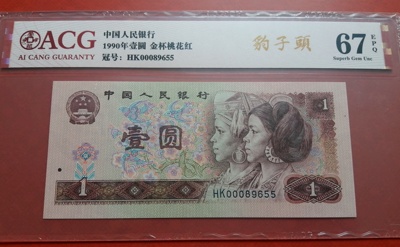 ACG
AI CANG GUARANTY
中国人民银行
1990年壹圆 金杯桃花红
冠号：HK00089655
豹子頭
67 EPQ
Superb Gem Unc
中国人民银行
1
壹圆
HK00089655
1
1